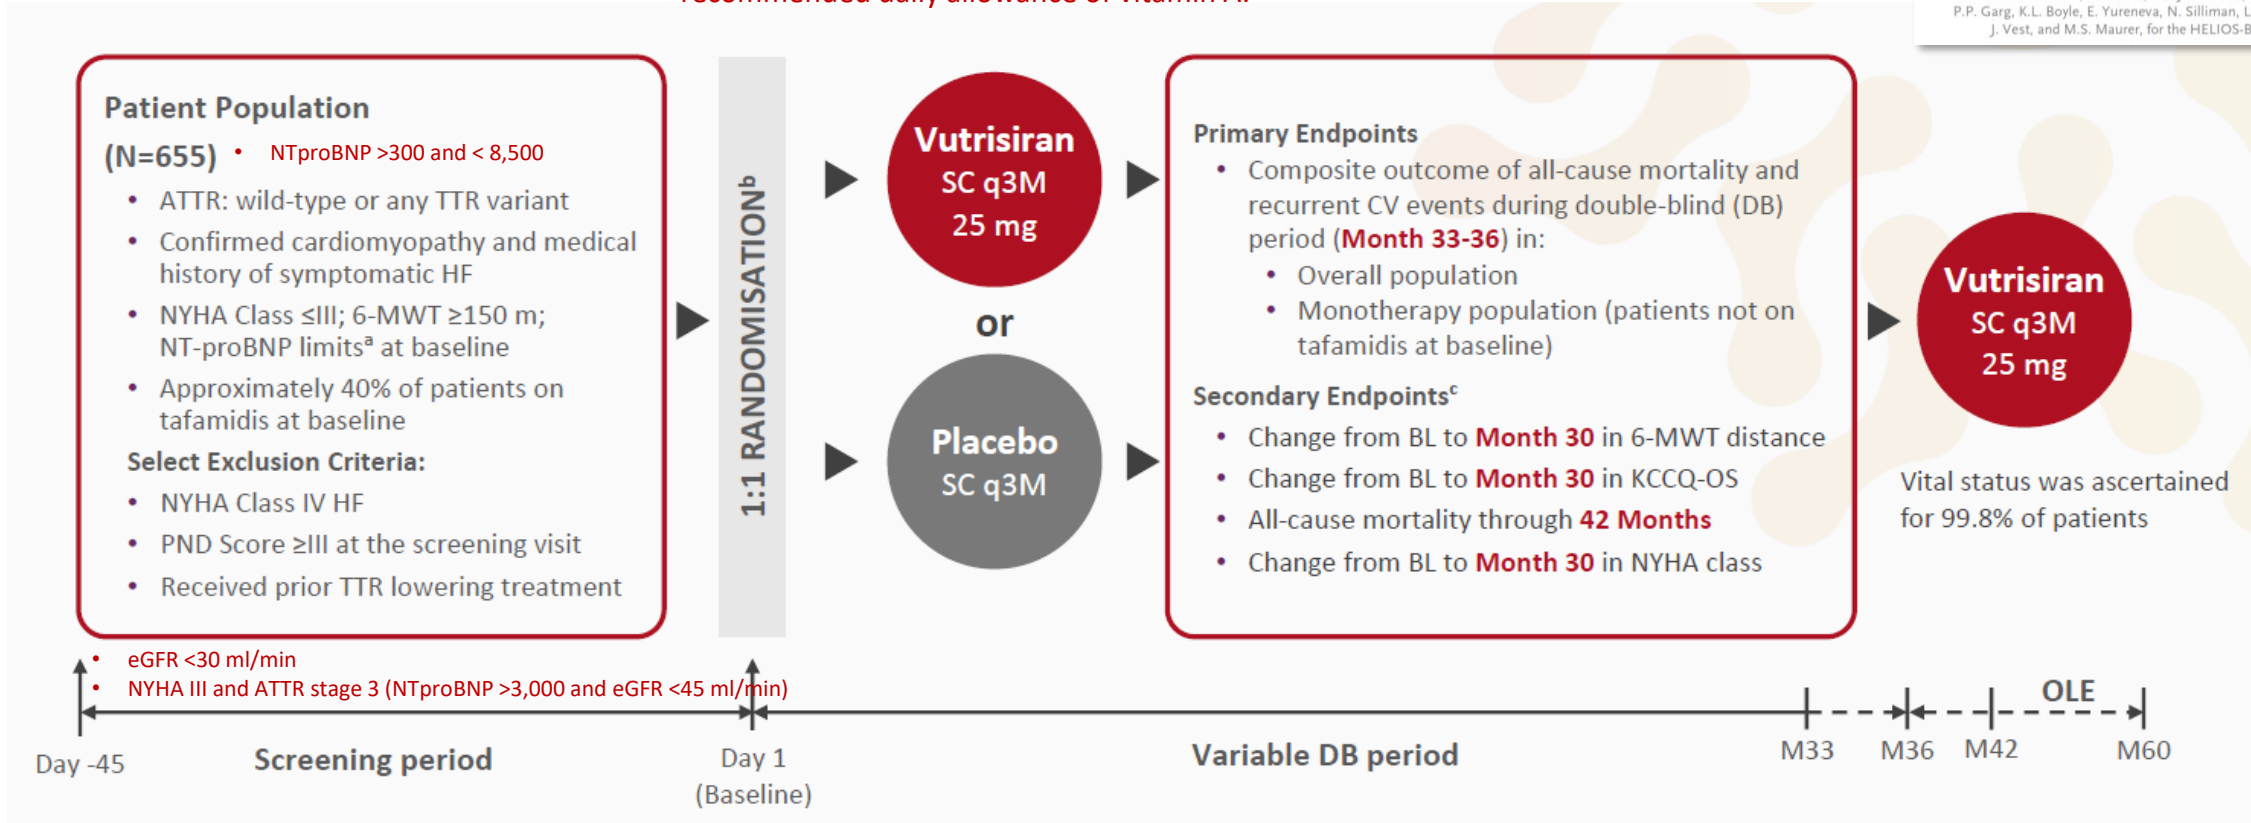 recommended daily allowance of vitamin A.
P.P. Garg, K.L. Boyle, E. Yureneva, N. Silliman, L
J. Vest, and M.S. Maurer, for the HELIOS-B
Patient Population
(N=655) • NTproBNP >300 and < 8,500
• ATTR: wild-type or any TTR variant
• Confirmed cardiomyopathy and medical
history of symptomatic HF
• NYHA Class ≤III; 6-MWT ≥150 m;
NT-proBNP limitsᵃ at baseline
• Approximately 40% of patients on
tafamidis at baseline
Select Exclusion Criteria:
• NYHA Class IV HF
• PND Score ≥III at the screening visit
• Received prior TTR lowering treatment
• eGFR <30 ml/min
• NYHA III and ATTR stage 3 (NTproBNP >3,000 and eGFR <45 ml/min)
1:1 RANDOMISATIONᵇ
Vutrisiran
SC q3M
25 mg
or
Placebo
SC q3M
Primary Endpoints
• Composite outcome of all-cause mortality and
recurrent CV events during double-blind (DB)
period (Month 33-36) in:
• Overall population
• Monotherapy population (patients not on
tafamidis at baseline)
Secondary Endpointsᶜ
• Change from BL to Month 30 in 6-MWT distance
• Change from BL to Month 30 in KCCQ-OS
• All-cause mortality through 42 Months
• Change from BL to Month 30 in NYHA class
Vutrisiran
SC q3M
25 mg
Vital status was ascertained
for 99.8% of patients
OLE
Day -45
Screening period
Day 1
(Baseline)
Variable DB period
M33
M36
M42
M60